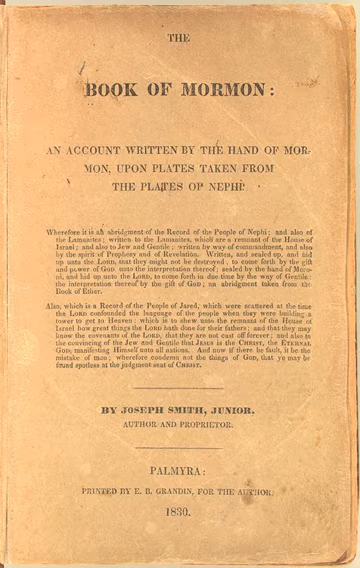 THE
BOOK OF MORMON:
AN ACCOUNT WRITTEN BY THE HAND OF MOR-
MON, UPON PLATES TAKEN FROM
THE PLATES OF NEPHI.
Wherefore it is an abridgment of the Record of the People of Nephi; and also of
the Lamanites; written to the Lamanites, which are a remnant of the House of
Israel; and also to Jew and Gentile; written by way of commandment, and also
by the spirit of Prophesy and of Revelation. Written, and sealed up, and hid
up unto the LORD, that they might not be destroyed; to come forth by the gift
and power of GOD, unto the interpretation thereof; sealed by the hand of Moro-
ni, and hid up unto the LORD, to come forth in due time by the way of Gentile;
the interpretation thereof by the gift of GOD; an abridgment taken from the
Book of Ether.
Also, which is a Record of the People of Jared, which were scattered at the time
the LORD confounded the language of the people when they were building a
tower to get to Heaven: which is to shew unto the remnant of the House of
Israel how great things the LORD hath done for their fathers; and that they may
know the covenants of the LORD, that they are not cast off forever; and also to
the convincing of the Jew and Gentile that JESUS is the CHRIST, the ETERNAL
GOD, manifesting Himself unto all nations. And now if there be fault, it be the
mistake of men; wherefore condemn not the things of GOD, that ye may be
found spotless at the judgment seat of CHRIST.
BY JOSEPH SMITH, JUNIOR,
AUTHOR AND PROPRIETOR.
PALMYRA:
PRINTED BY E. B. GRANDIN, FOR THE AUTHOR.
1830.